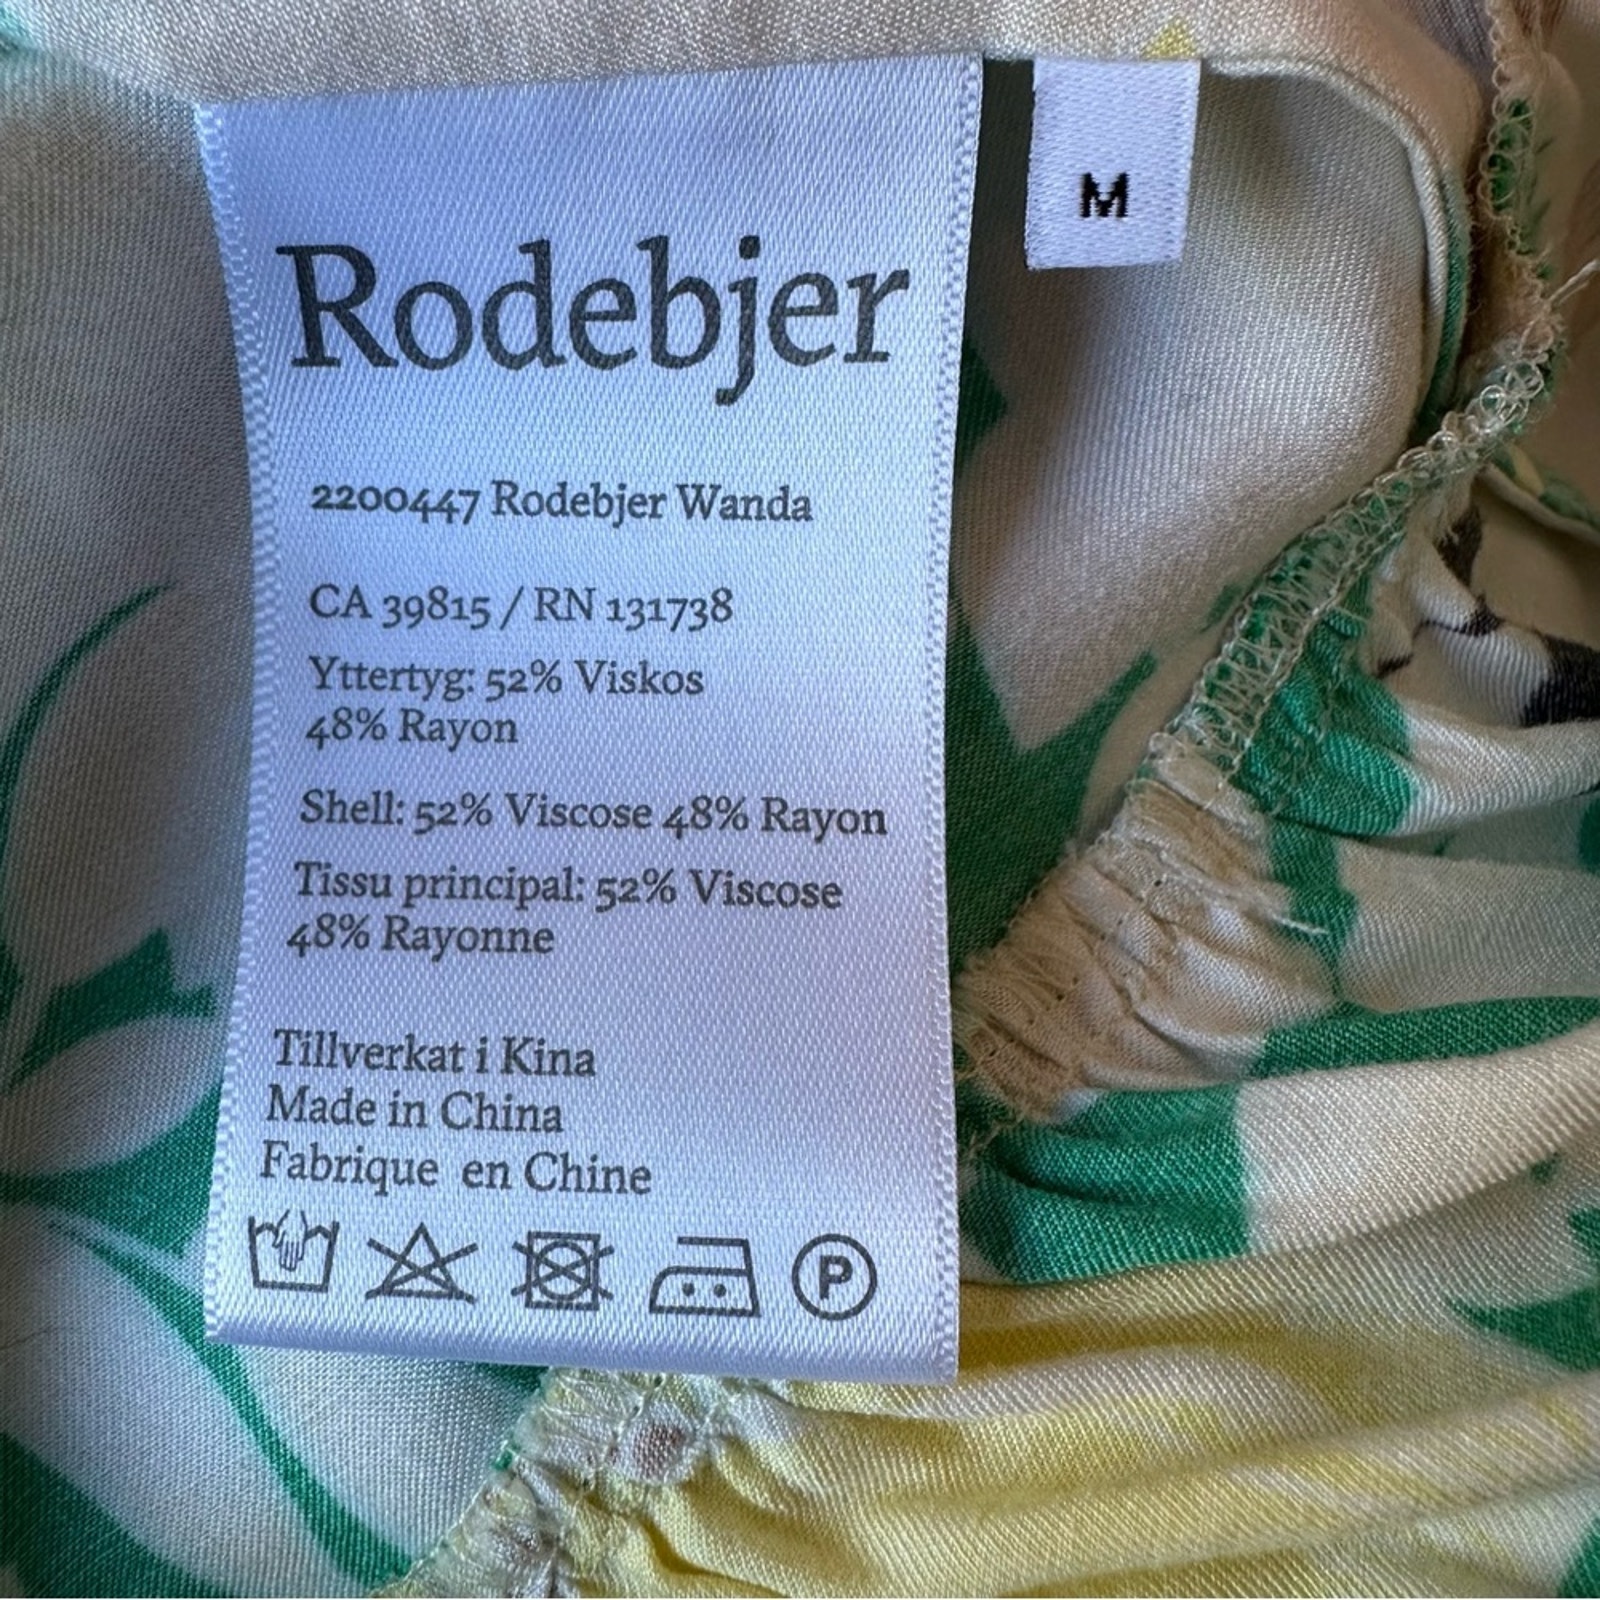 Rodebjer
M
2200447 Rodebjer Wanda
CA 39815 / RN 131738
Yttertyg: 52% Viskos
48% Rayon
Shell: 52% Viscose 48% Rayon
Tissu principal: 52% Viscose
48% Rayonne
Tillverkat i Kina
Made in China
Fabrique en Chine
P